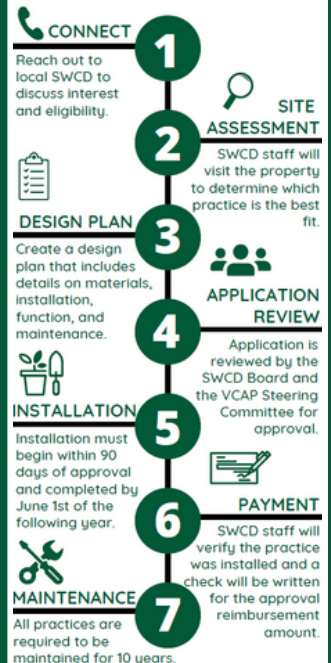 CONNECT
1
Reach out to
local SWCD to
discuss interest
and eligibility.
SITE
ASSESSMENT
2
SWCD staff will
visit the property
to determine which
practice is the best
fit.
DESIGN PLAN
3
Create a design
plan that includes
details on materials,
installation,
function, and
maintenance.
APPLICATION
REVIEW
4
Application is
reviewed by the
SWCD Board and
the VCAP Steering
Committee for
approval.
INSTALLATION
5
Installation must
begin within 90
days of approval
and completed by
June 1st of the
following year.
PAYMENT
6
SWCD staff will
verify the practice
was installed and a
check will be written
for the approval
reimbursement
amount.
MAINTENANCE
7
All practices are
required to be
maintained for 10 years.